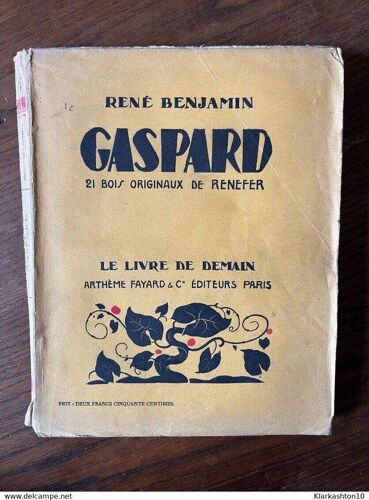 RENÉ BENJAMIN
GASPARD
21 BOIS ORIGINAUX DE RENEFER
LE LIVRE DE DEMAIN
ARTHÈME FAYARD & Cie ÉDITEURS PARIS
PRIX : DEUX FRANCS CINQUANTE CENTIMES.
https://www.delcampe.net
Klarkashton10